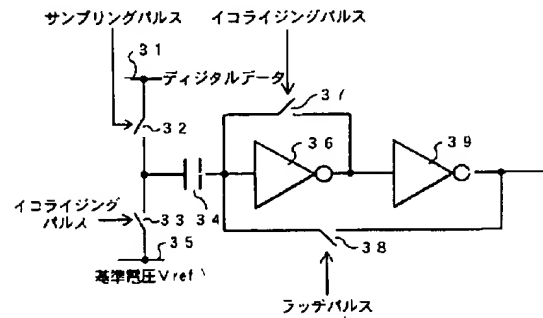 サンプリングパルス
イコライジングパルス
31
ディジタルデータ
37
32
36
39
イコライジング
パルス
33
34
35
38
基準電圧Vref
ラッチパルス